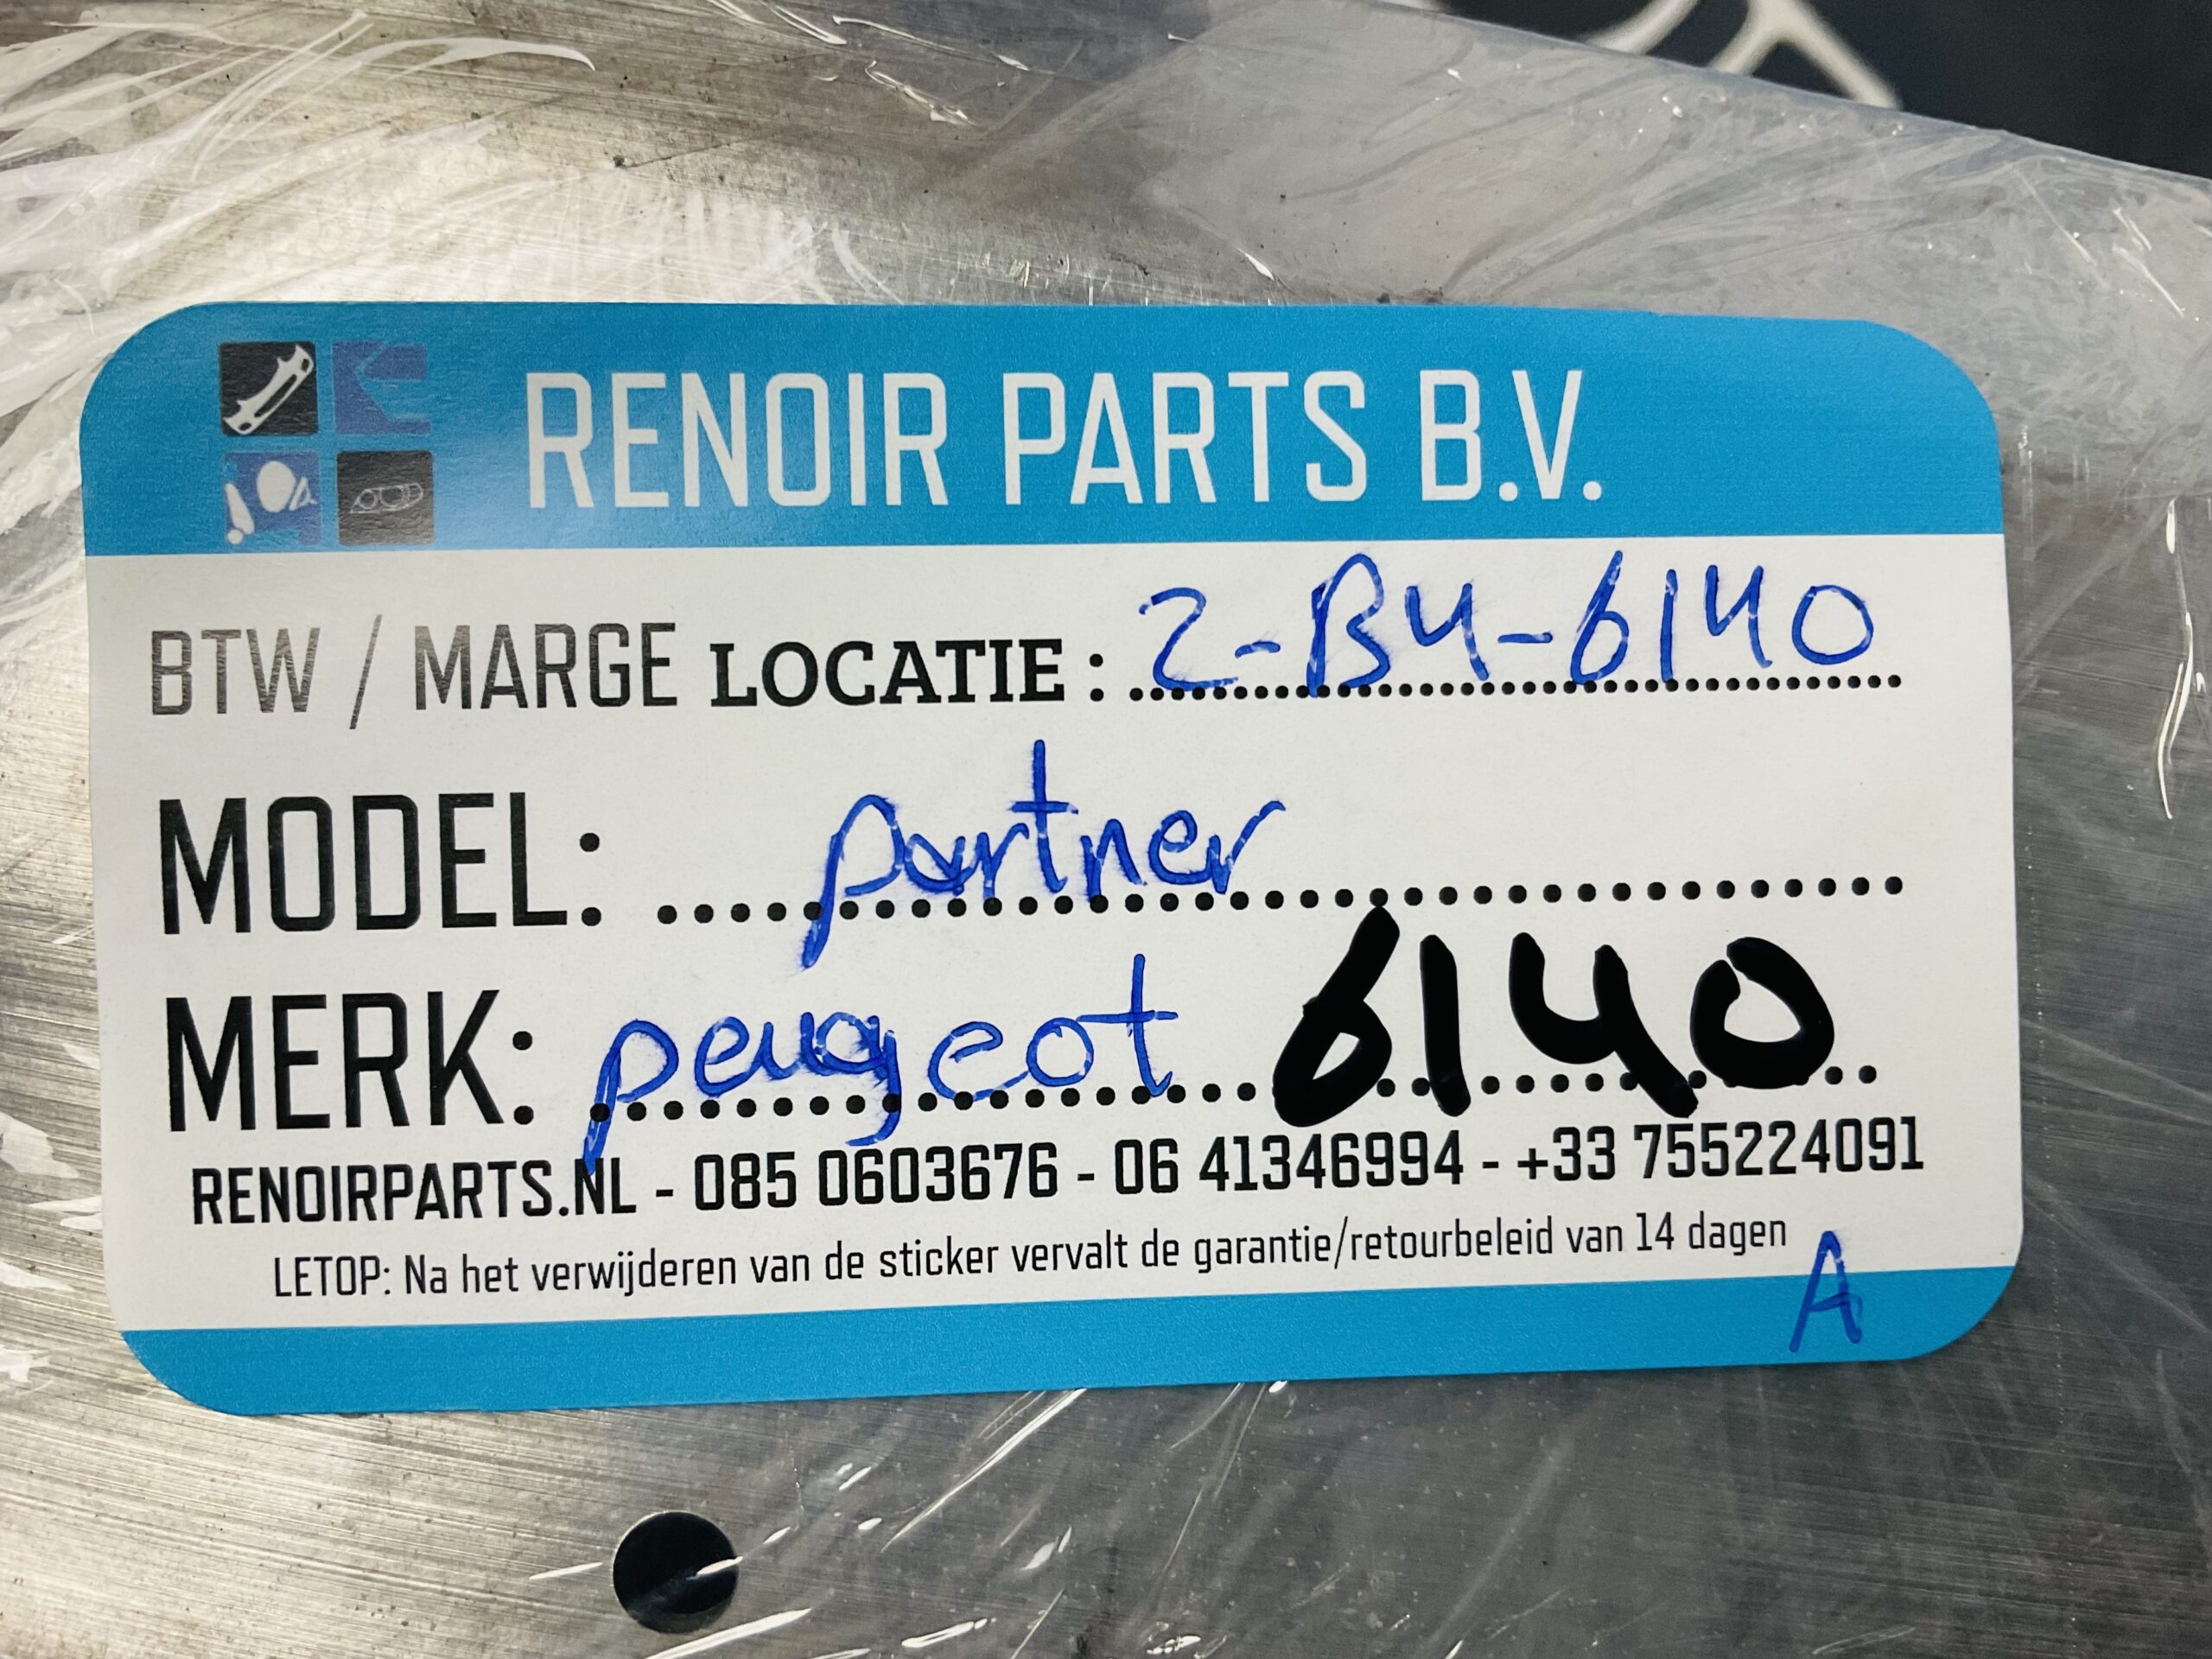 RENOIR PARTS B.V.
BTW / MARGE LOCATIE : 2-B4-6140
MODEL: partner
MERK: peugeot 6140
RENOIRPARTS.NL - 085 0603676 - 06 41346994 - +33 755224091
LETOP: Na het verwijderen van de sticker vervalt de garantie/retourbeleid van 14 dagen
A